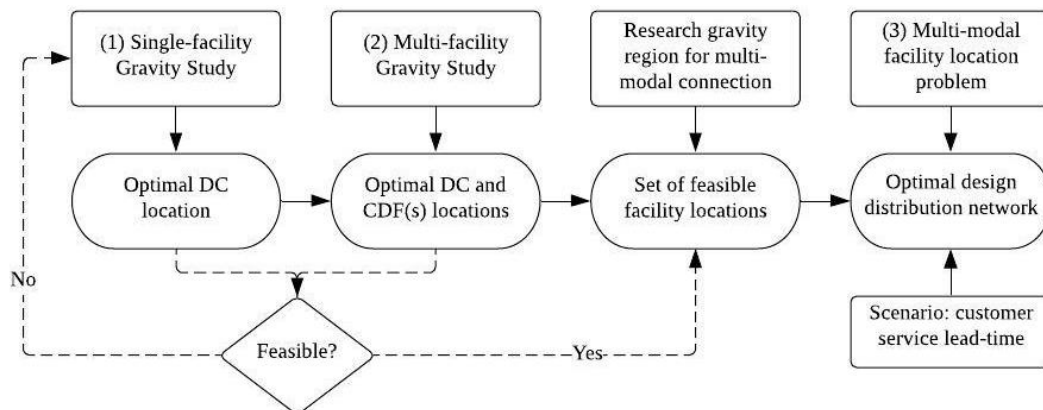 (1) Single-facility
Gravity Study
(2) Multi-facility
Gravity Study
Research gravity
region for multi-
modal connection
(3) Multi-modal
facility location
problem
Optimal DC
location
Optimal DC and
CDF(s) locations
Set of feasible
facility locations
Optimal design
distribution network
No
Feasible?
Yes
Scenario: customer
service lead-time